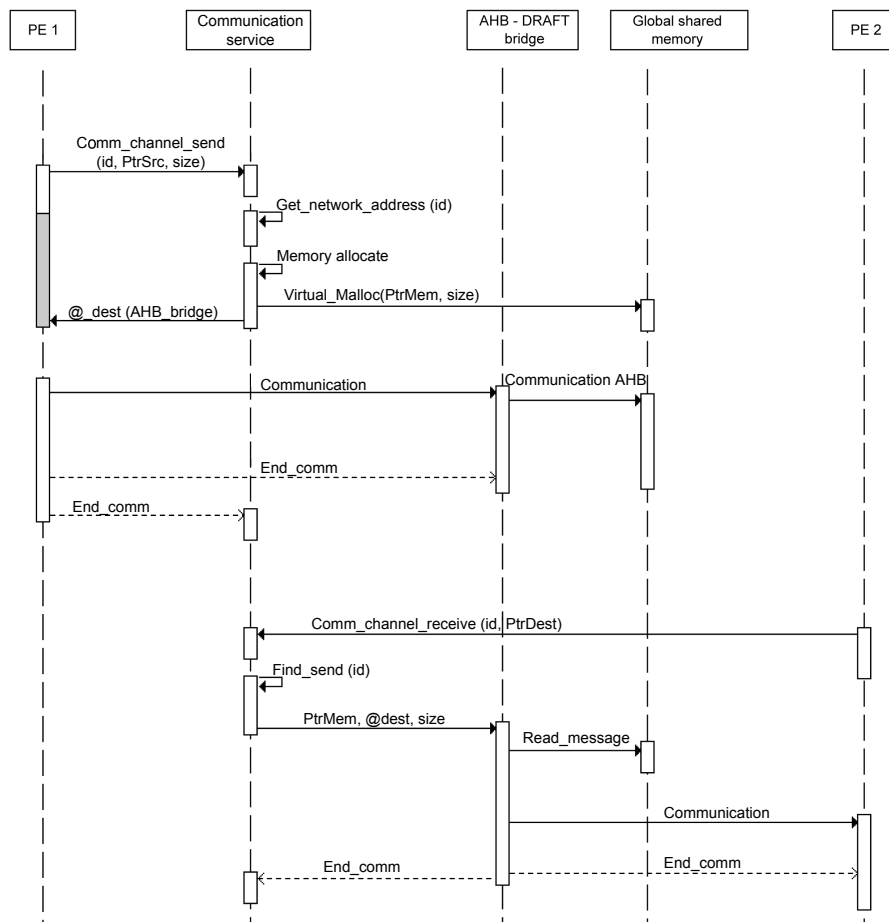 PE 1
Communication
service
AHB - DRAFT
bridge
Global shared
memory
PE 2
Comm_channel_send
(id, PtrSrc, size)
Get_network_address (id)
Memory allocate
Virtual_Malloc(PtrMem, size)
@_dest (AHB_bridge)
Communication
Communication AHB
End_comm
End_comm
Comm_channel_receive (id, PtrDest)
Find_send (id)
PtrMem, @dest, size
Read_message
Communication
End_comm
End_comm